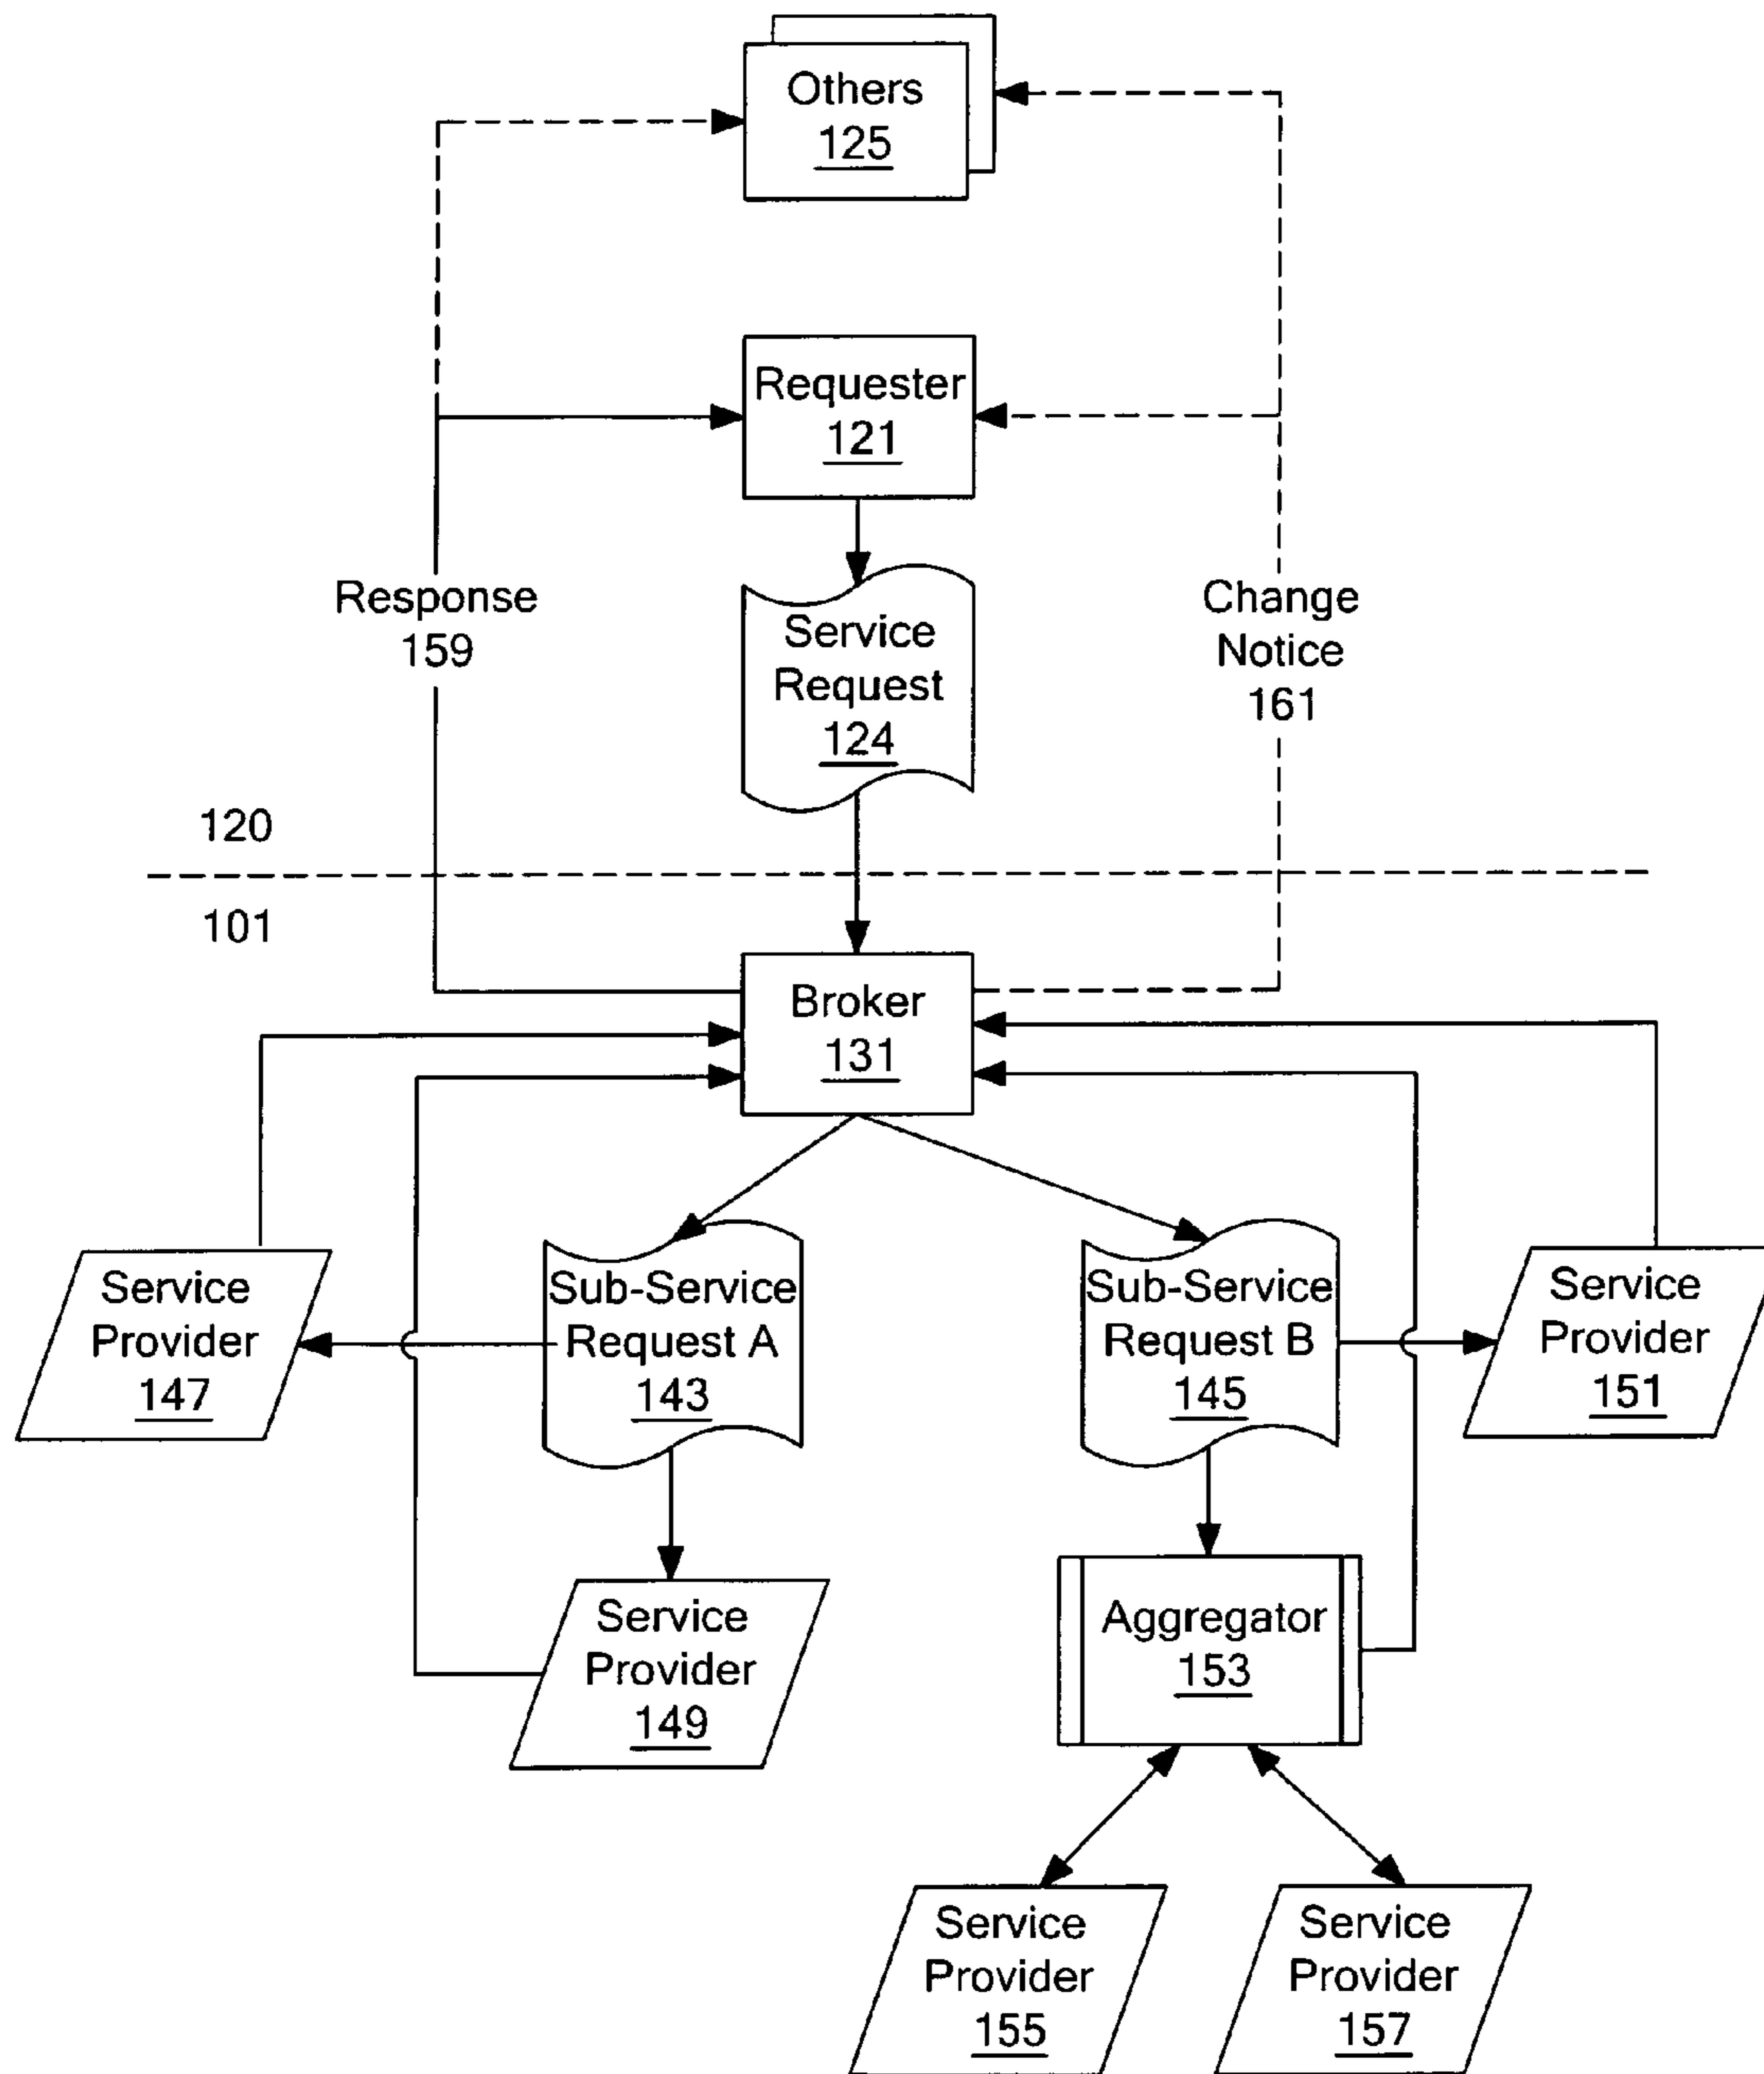 Others
125
Requester
121
Response
159
Service
Request
124
Change
Notice
161
120
101
Broker
131
Service
Provider
147
Sub-Service
Request A
143
Sub-Service
Request B
145
Service
Provider
151
Service
Provider
149
Aggregator
153
Service
Provider
155
Service
Provider
157